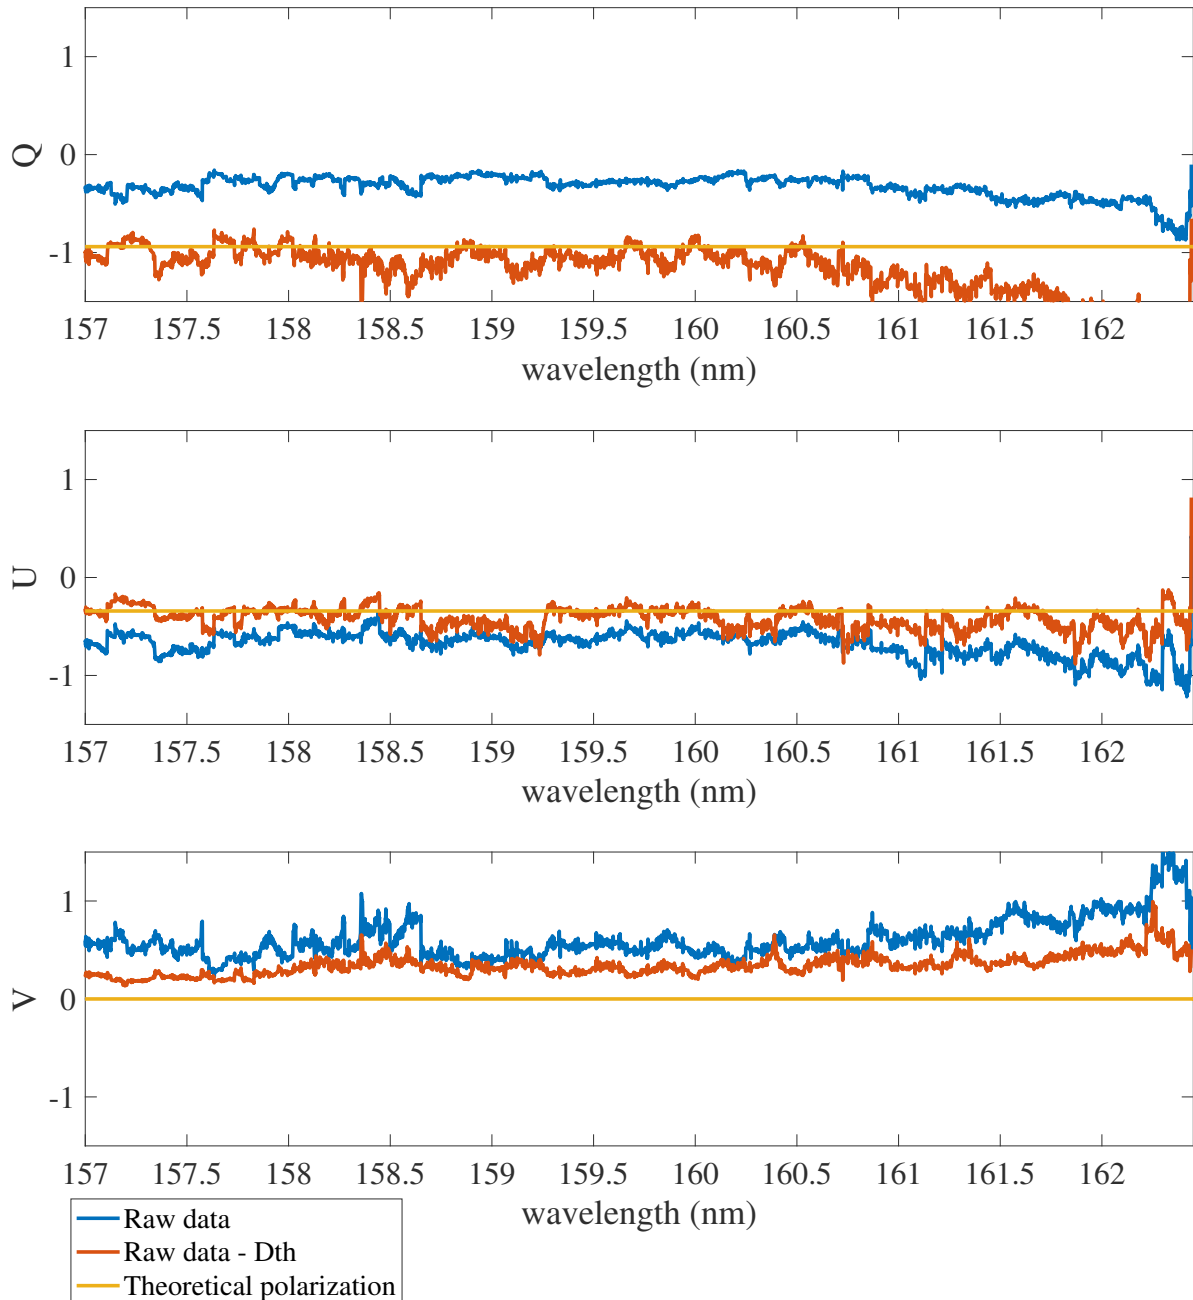 1
0
-1
Q
157 157.5 158 158.5 159 159.5 160 160.5 161 161.5 162
wavelength (nm)
1
0
-1
U
157 157.5 158 158.5 159 159.5 160 160.5 161 161.5 162
wavelength (nm)
1
0
-1
V
157 157.5 158 158.5 159 159.5 160 160.5 161 161.5 162
wavelength (nm)
Raw data
Raw data - Dth
Theoretical polarization